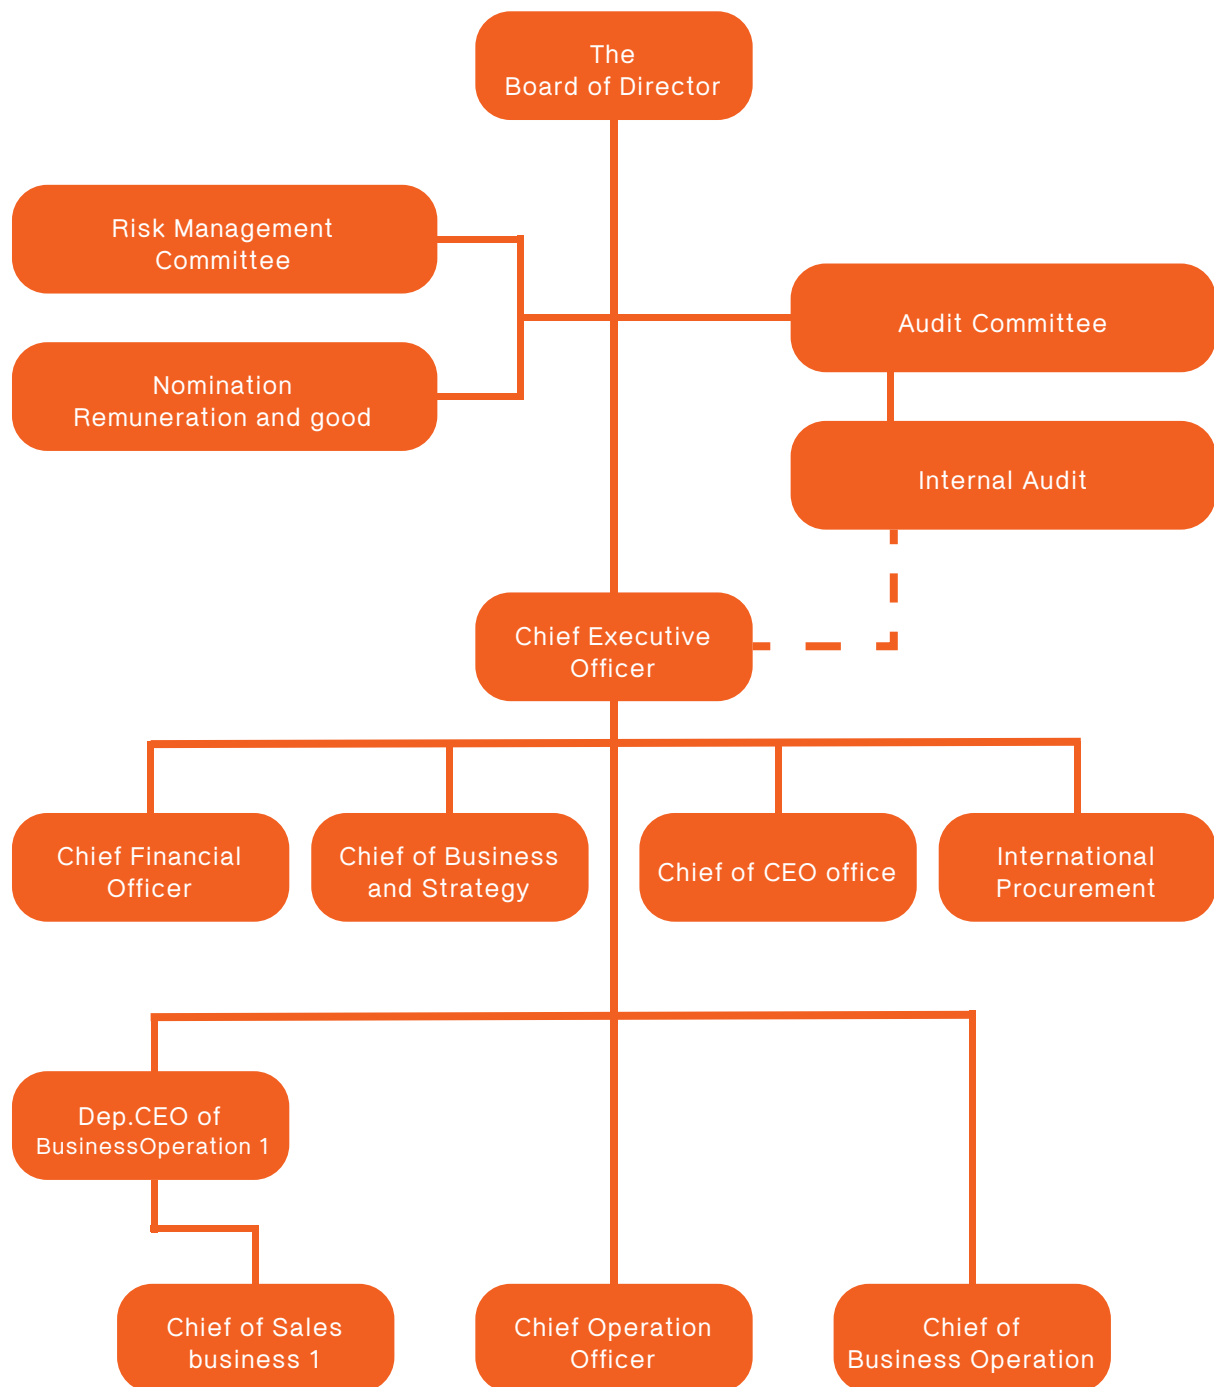 The
Board of Director
Risk Management
Committee
Audit Committee
Nomination
Remuneration and good
Internal Audit
Chief Executive
Officer
Chief Financial
Officer
Chief of Business
and Strategy
Chief of CEO office
International
Procurement
Dep.CEO of
BusinessOperation 1
Chief of Sales
business 1
Chief Operation
Officer
Chief of
Business Operation